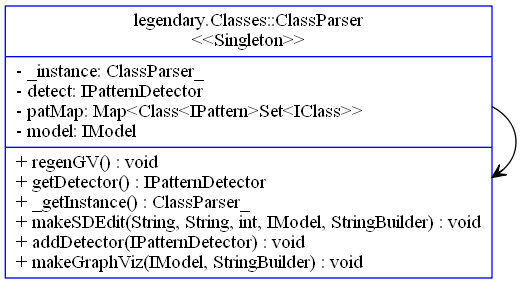 legendary.Classes::ClassParser
<<Singleton>>
- _instance: ClassParser_
- detect: IPatternDetector
- patMap: Map<Class<IPattern>Set<IClass>>
- model: IModel
+ regenGV() : void
+ getDetector() : IPatternDetector
+ _getInstance() : ClassParser_
+ makeSDEdit(String, String, int, IModel, StringBuilder) : void
+ addDetector(IPatternDetector) : void
+ makeGraphViz(IModel, StringBuilder) : void